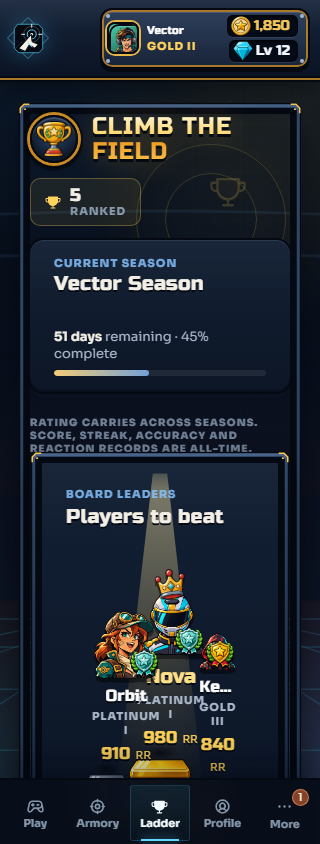 Vector
GOLD II
1,850
Lv 12
CLIMB THE
FIELD
5
RANKED
CURRENT SEASON
Vector Season
51 days remaining · 45%
complete
RATING CARRIES ACROSS SEASONS.
SCORE, STREAK, ACCURACY AND
REACTION RECORDS ARE ALL-TIME.
BOARD LEADERS
Players to beat
Nova
PLATINUM
I
980 RR
Orbit
PLATINUM
I
910 RR
Ke...
GOLD
III
840
RR
Play
Armory
Ladder
Profile
1
More